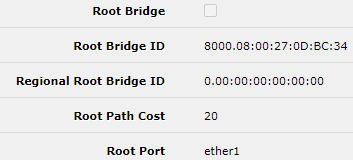 Root Bridge
Root Bridge ID 8000.08:00:27:0D:BC:34
Regional Root Bridge ID 0.00:00:00:00:00:00
Root Path Cost 20
Root Port ether1